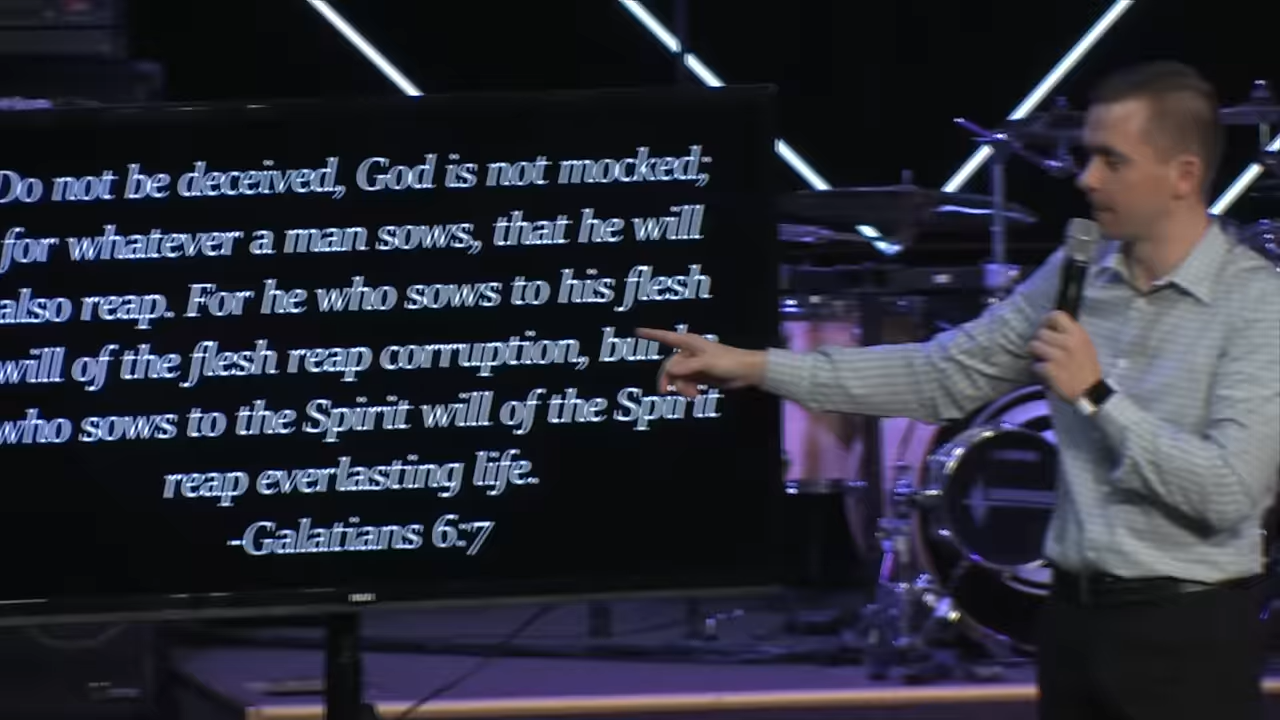 Do not be deceived, God is not mocked;
for whatever a man sows, that he will
also reap. For he who sows to his flesh
will of the flesh reap corruption, but he
who sows to the Spirit will of the Spirit
reap everlasting life.
-Galatians 6:7